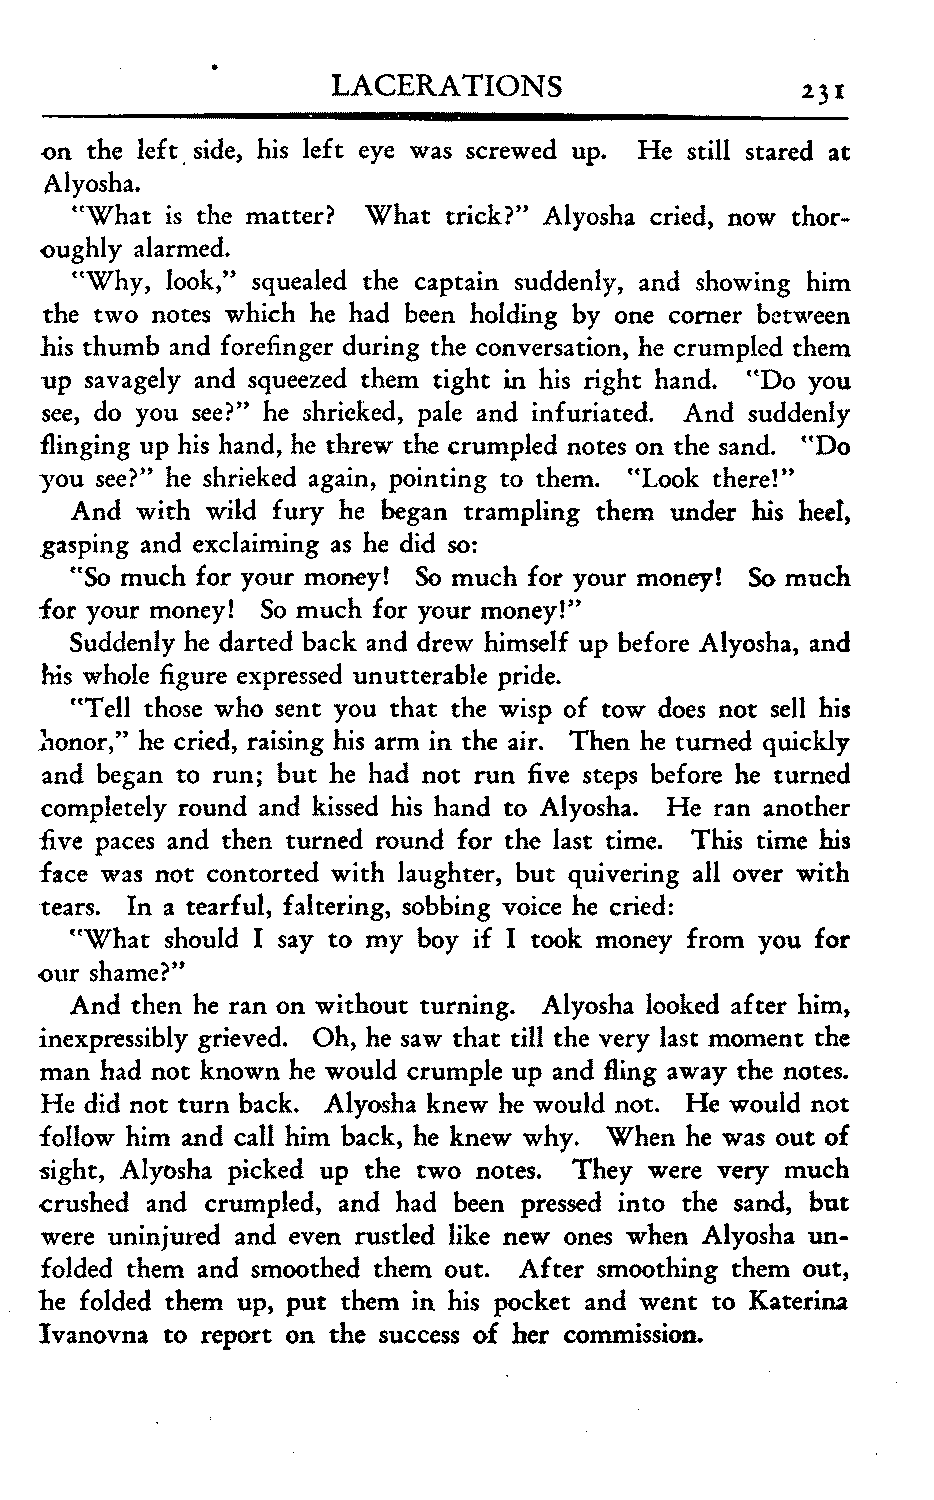 LACERATIONS 231
on the left side, his left eye was screwed up. He still stared at
Alyosha.
"What is the matter? What trick?" Alyosha cried, now thor-
oughly alarmed.
"Why, look," squealed the captain suddenly, and showing him
the two notes which he had been holding by one corner between
his thumb and forefinger during the conversation, he crumpled them
up savagely and squeezed them tight in his right hand. "Do you
see, do you see?" he shrieked, pale and infuriated. And suddenly
flinging up his hand, he threw the crumpled notes on the sand. "Do
you see?" he shrieked again, pointing to them. "Look there!"
And with wild fury he began trampling them under his heel,
gasping and exclaiming as he did so:
"So much for your money! So much for your money! So much
for your money! So much for your money!"
Suddenly he darted back and drew himself up before Alyosha, and
his whole figure expressed unutterable pride.
"Tell those who sent you that the wisp of tow does not sell his
honor," he cried, raising his arm in the air. Then he turned quickly
and began to run; but he had not run five steps before he turned
completely round and kissed his hand to Alyosha. He ran another
five paces and then turned round for the last time. This time his
face was not contorted with laughter, but quivering all over with
tears. In a tearful, faltering, sobbing voice he cried:
"What should I say to my boy if I took money from you for
our shame?"
And then he ran on without turning. Alyosha looked after him,
inexpressibly grieved. Oh, he saw that till the very last moment the
man had not known he would crumple up and fling away the notes.
He did not turn back. Alyosha knew he would not. He would not
follow him and call him back, he knew why. When he was out of
sight, Alyosha picked up the two notes. They were very much
crushed and crumpled, and had been pressed into the sand, but
were uninjured and even rustled like new ones when Alyosha un-
folded them and smoothed them out. After smoothing them out,
he folded them up, put them in his pocket and went to Katerina
Ivanovna to report on the success of her commission.